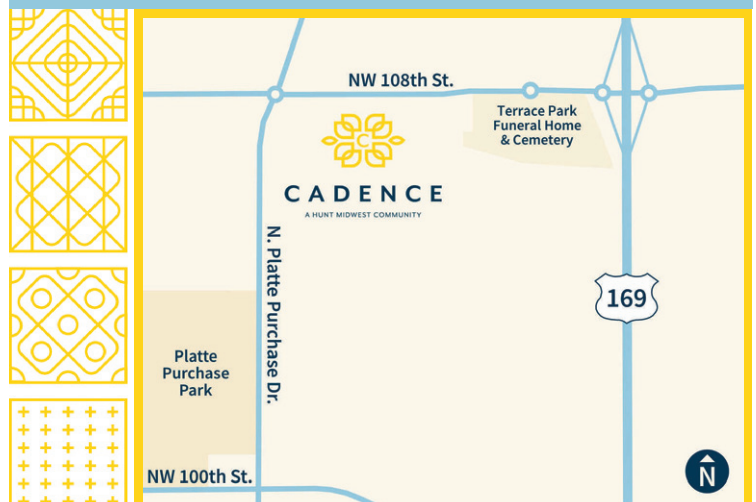 NW 108th St.
Terrace Park
Funeral Home
& Cemetery
C
CADENCE
A HUNT MIDWEST COMMUNITY
N. Platte Purchase Dr.
169
Platte
Purchase
Park
NW 100th St.
N